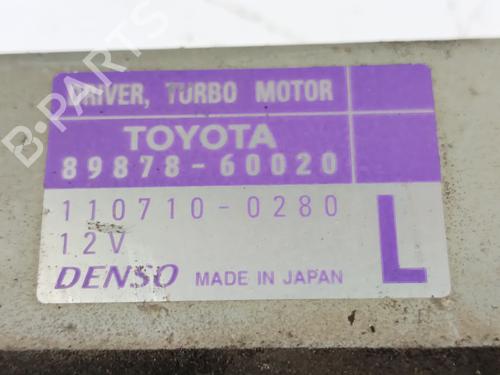 DRIVER, TURBO MOTOR
TOYOTA
89878-60020
110710-0280
12V
L
DENSO MADE IN JAPAN
B-PARTS